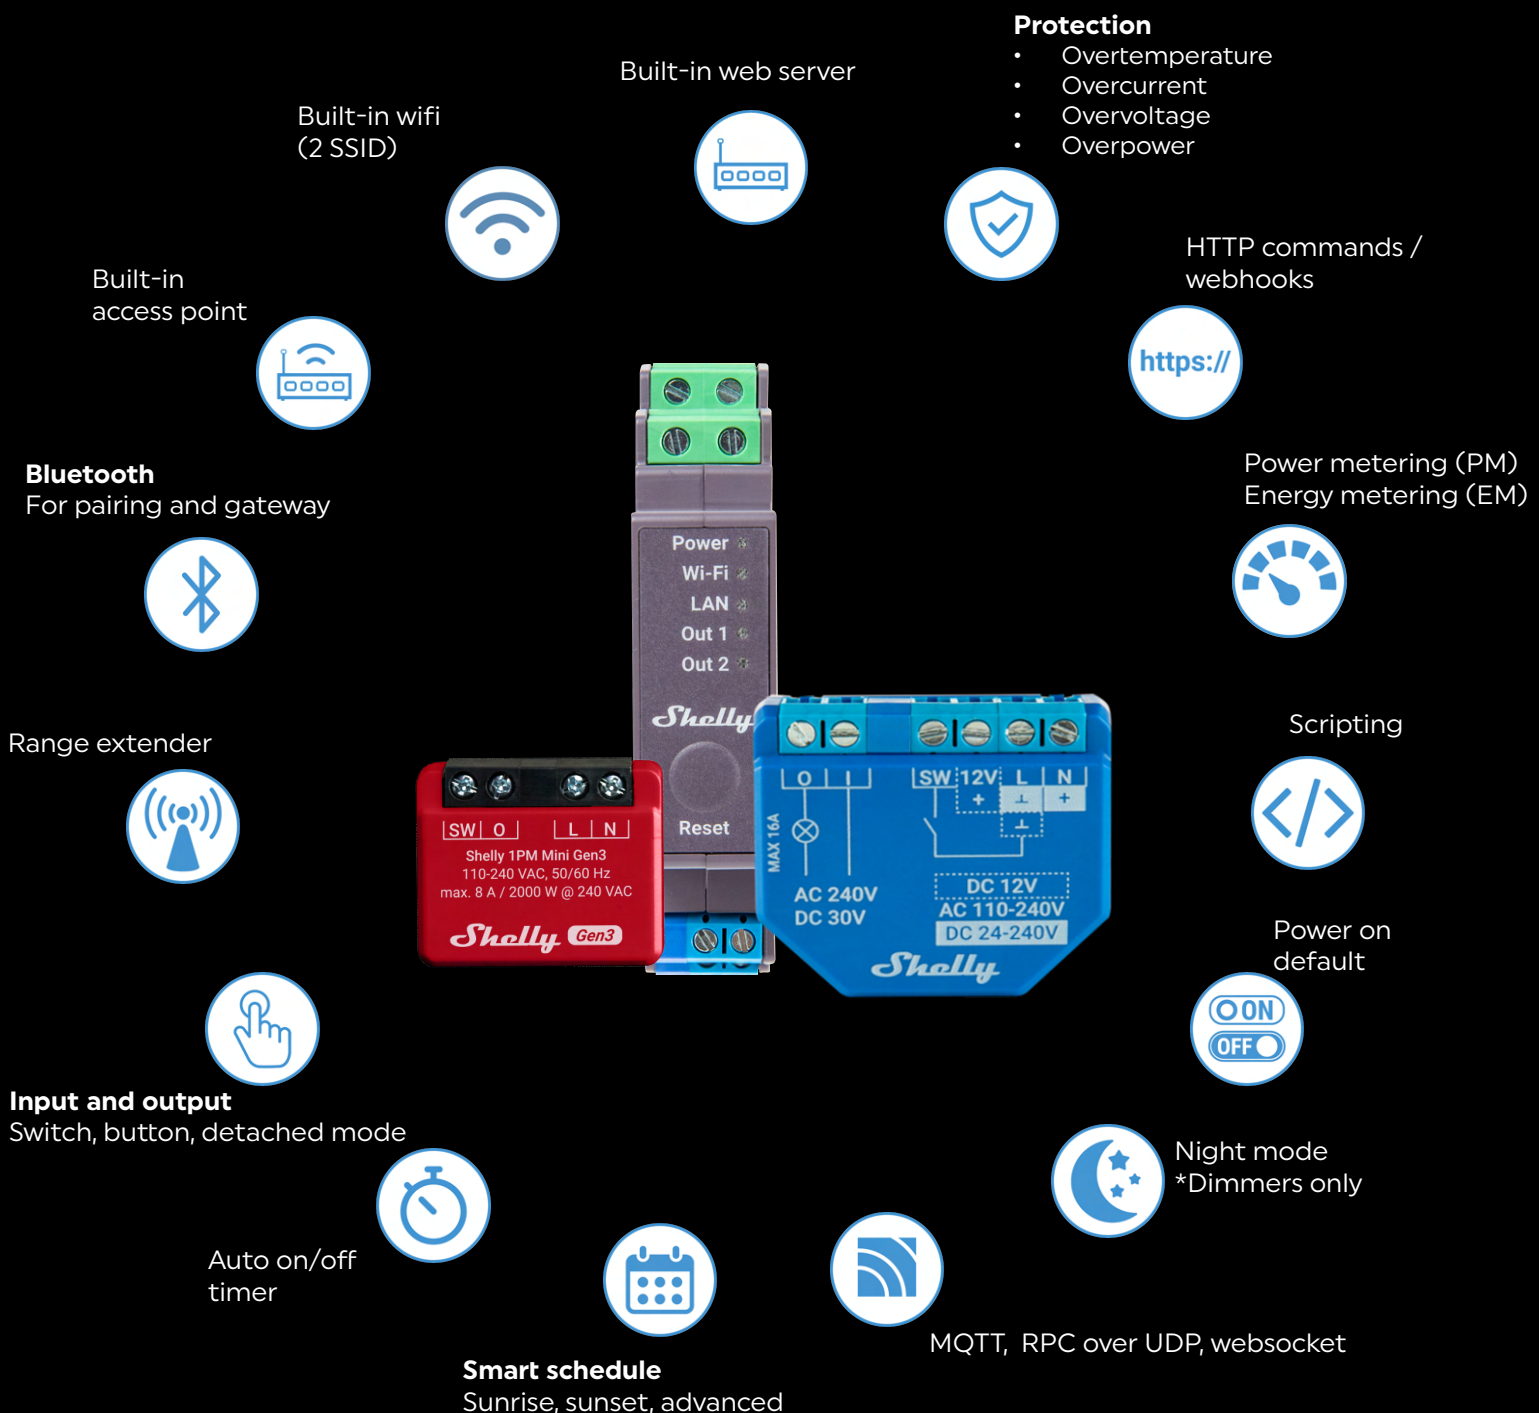 Protection
• Overtemperature
• Overcurrent
• Overvoltage
• Overpower
Built-in web server
Built-in wifi
(2 SSID)
HTTP commands /
webhooks
https://
Built-in
access point
Power metering (PM)
Energy metering (EM)
Bluetooth
For pairing and gateway
Power
Wi-Fi
LAN
Out 1
Out 2
Shelly
Reset
Scripting
</>
Range extender
SW O L N
Shelly 1PM Mini Gen3
110-240 VAC, 50/60 Hz
max. 8 A / 2000 W @ 240 VAC
Shelly Gen3
O I SW 12V L N
+ ⊥ +
⊥
MAX 16A
AC 240V
DC 30V
DC 12V
AC 110-240V
DC 24-240V
Shelly
Power on
default
ON
OFF
Input and output
Switch, button, detached mode
Night mode
*Dimmers only
Auto on/off
timer
MQTT, RPC over UDP, websocket
Smart schedule
Sunrise, sunset, advanced